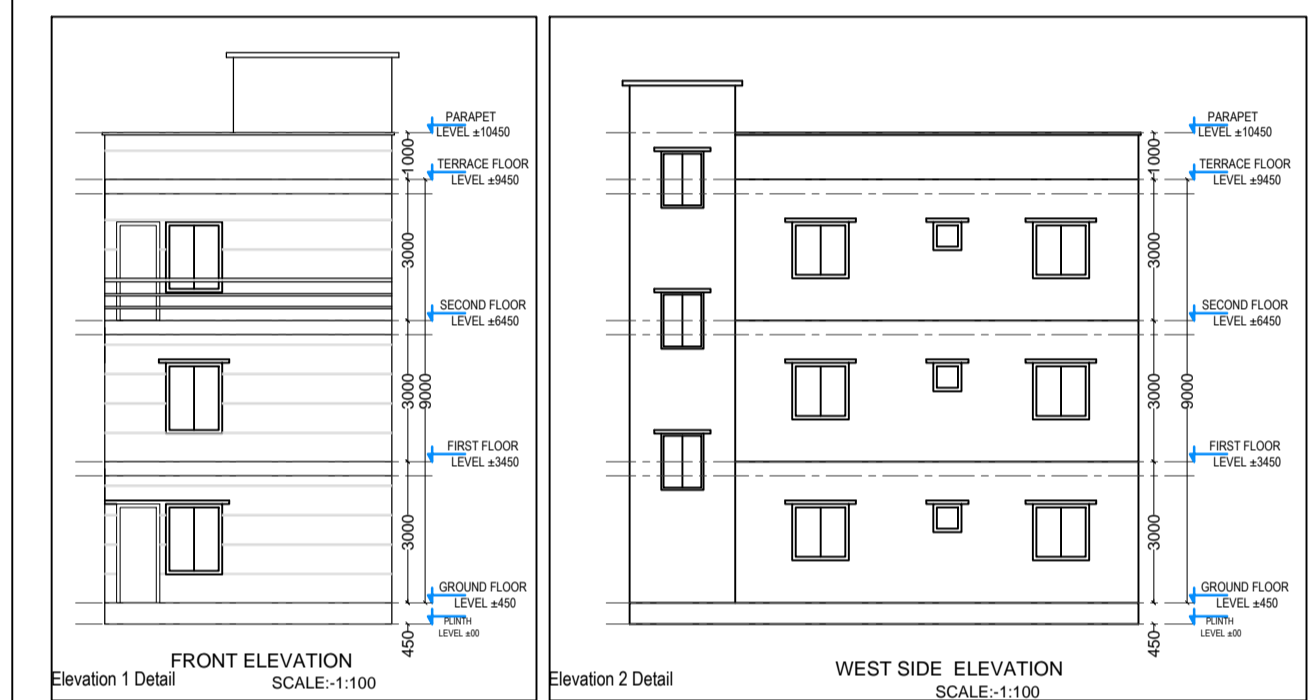 PARAPET
LEVEL ±10450
1000
TERRACE FLOOR
LEVEL ±9450
3000
SECOND FLOOR
LEVEL ±6450
3000
9000
FIRST FLOOR
LEVEL ±3450
3000
GROUND FLOOR
LEVEL ±450
PLINTH
LEVEL ±00
450
FRONT ELEVATION
Elevation 1 Detail
SCALE:-1:100
PARAPET
LEVEL ±10450
1000
TERRACE FLOOR
LEVEL ±9450
3000
SECOND FLOOR
LEVEL ±6450
3000
9000
FIRST FLOOR
LEVEL ±3450
3000
GROUND FLOOR
LEVEL ±450
PLINTH
LEVEL ±00
450
WEST SIDE ELEVATION
Elevation 2 Detail
SCALE:-1:100